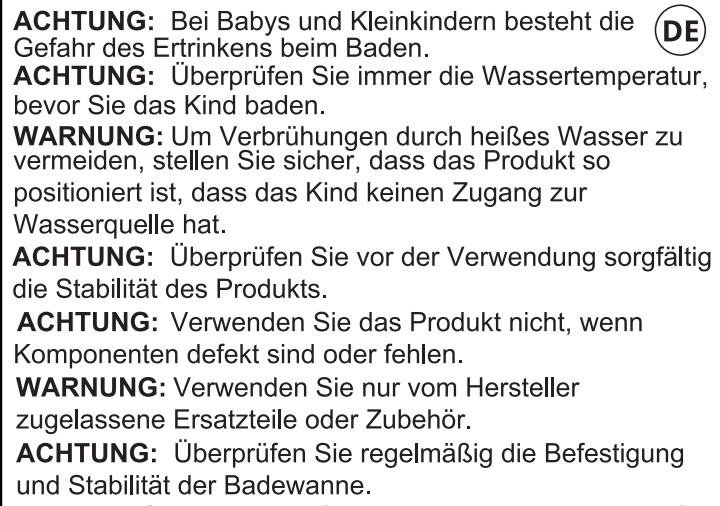 ACHTUNG: Bei Babys und Kleinkindern besteht die DE
Gefahr des Ertrinkens beim Baden.
ACHTUNG: Überprüfen Sie immer die Wassertemperatur,
bevor Sie das Kind baden.
WARNUNG: Um Verbrühungen durch heißes Wasser zu
vermeiden, stellen Sie sicher, dass das Produkt so
positioniert ist, dass das Kind keinen Zugang zur
Wasserquelle hat.
ACHTUNG: Überprüfen Sie vor der Verwendung sorgfältig
die Stabilität des Produkts.
ACHTUNG: Verwenden Sie das Produkt nicht, wenn
Komponenten defekt sind oder fehlen.
WARNUNG: Verwenden Sie nur vom Hersteller
zugelassene Ersatzteile oder Zubehör.
ACHTUNG: Überprüfen Sie regelmäßig die Befestigung
und Stabilität der Badewanne.